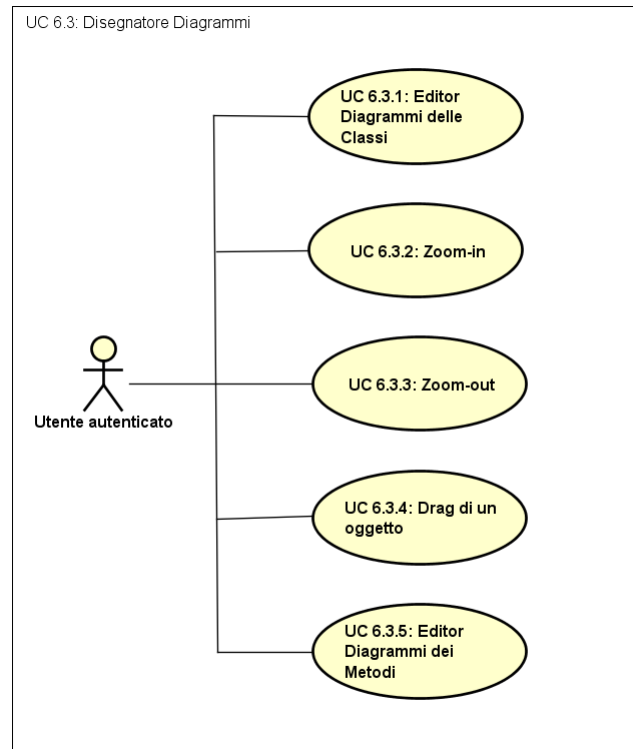 UC 6.3: Disegnatore Diagrammi
UC 6.3.1: Editor
Diagrammi delle
Classi
UC 6.3.2: Zoom-in
UC 6.3.3: Zoom-out
Utente autenticato
UC 6.3.4: Drag di un
oggetto
UC 6.3.5: Editor
Diagrammi dei
Metodi